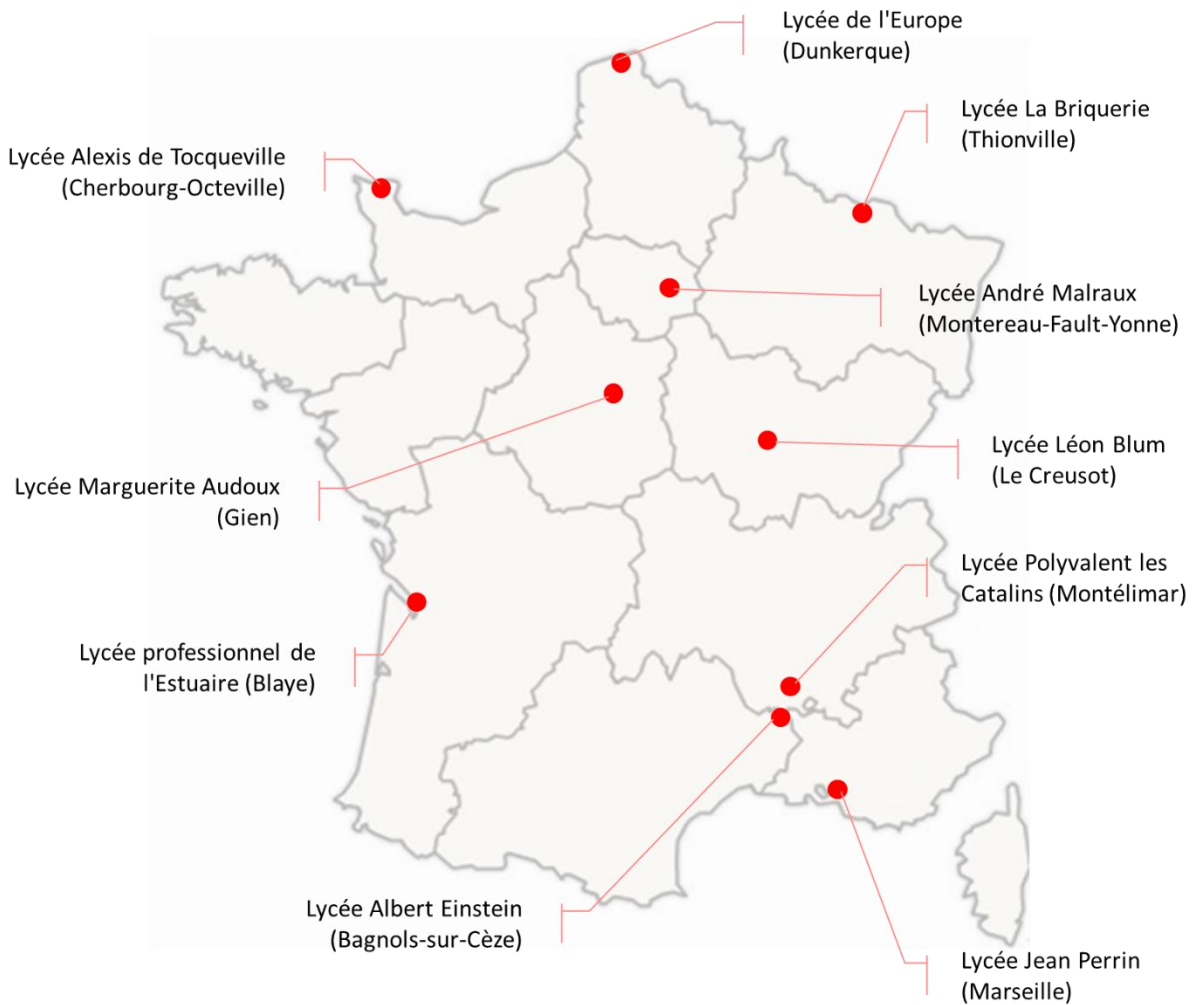 Lycée de l'Europe
(Dunkerque)
Lycée La Briquerie
(Thionville)
Lycée Alexis de Tocqueville
(Cherbourg-Octeville)
Lycée André Malraux
(Montereau-Fault-Yonne)
Lycée Léon Blum
(Le Creusot)
Lycée Marguerite Audoux
(Gien)
Lycée Polyvalent les
Catalins (Montélimar)
Lycée professionnel de
l'Estuaire (Blaye)
Lycée Albert Einstein
(Bagnols-sur-Cèze)
Lycée Jean Perrin
(Marseille)